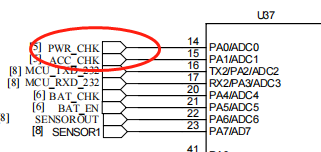 U37
[5] PWR_CHK 14 PA0/ADC0
ACC_CHK 15 PA1/ADC1
[8] MCU_TXD_232 16 TX2/PA2/ADC2
[8] MCU_RXD_232 17 RX2/PA3/ADC3
[6] BAT_CHK 20 PA4/ADC4
[6] BAT_EN 21 PA5/ADC5
8] SENSOROUT 22 PA6/ADC6
[8] SENSOR1 23 PA7/AD7
41